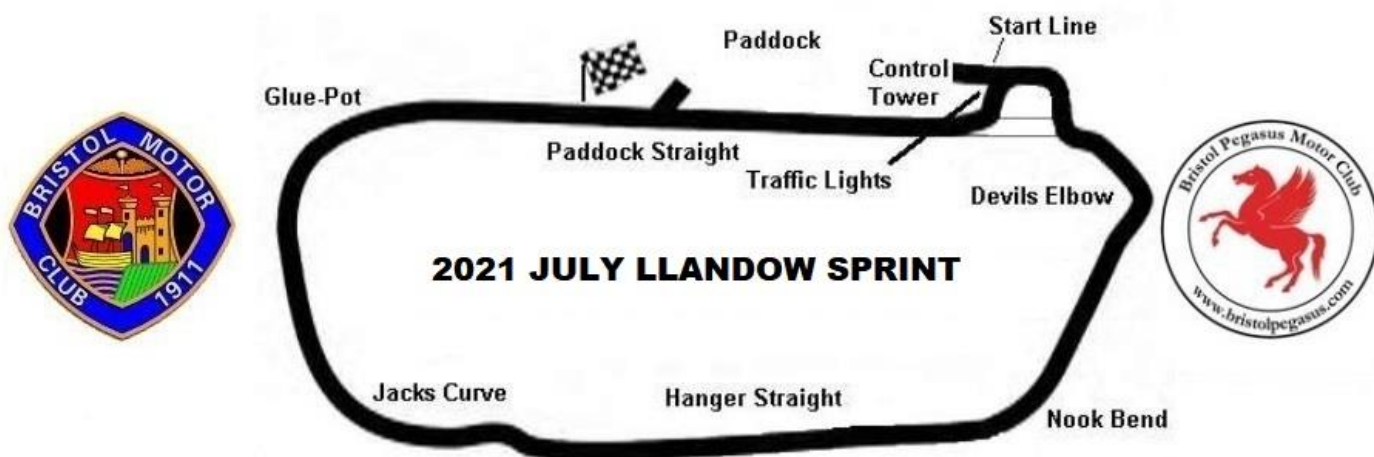 Start Line
Paddock
Control
Tower
Glue-Pot
Paddock Straight
Traffic Lights
Devils Elbow
BRISTOL MOTOR
CLUB 1911
Bristol Pegasus Motor Club
www.bristolpegasus.com
2021 JULY LLANDOW SPRINT
Jacks Curve
Hanger Straight
Nook Bend